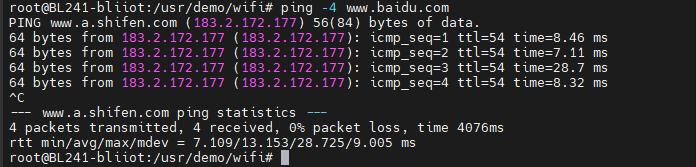 root@BL241-bliiot:/usr/demo/wifi# ping -4 www.baidu.com
PING www.a.shifen.com (183.2.172.177) 56(84) bytes of data.
64 bytes from 183.2.172.177 (183.2.172.177): icmp_seq=1 ttl=54 time=8.46 ms
64 bytes from 183.2.172.177 (183.2.172.177): icmp_seq=2 ttl=54 time=7.11 ms
64 bytes from 183.2.172.177 (183.2.172.177): icmp_seq=3 ttl=54 time=28.7 ms
64 bytes from 183.2.172.177 (183.2.172.177): icmp_seq=4 ttl=54 time=8.32 ms
^C
--- www.a.shifen.com ping statistics ---
4 packets transmitted, 4 received, 0% packet loss, time 4076ms
rtt min/avg/max/mdev = 7.109/13.153/28.725/9.005 ms
root@BL241-bliiot:/usr/demo/wifi#